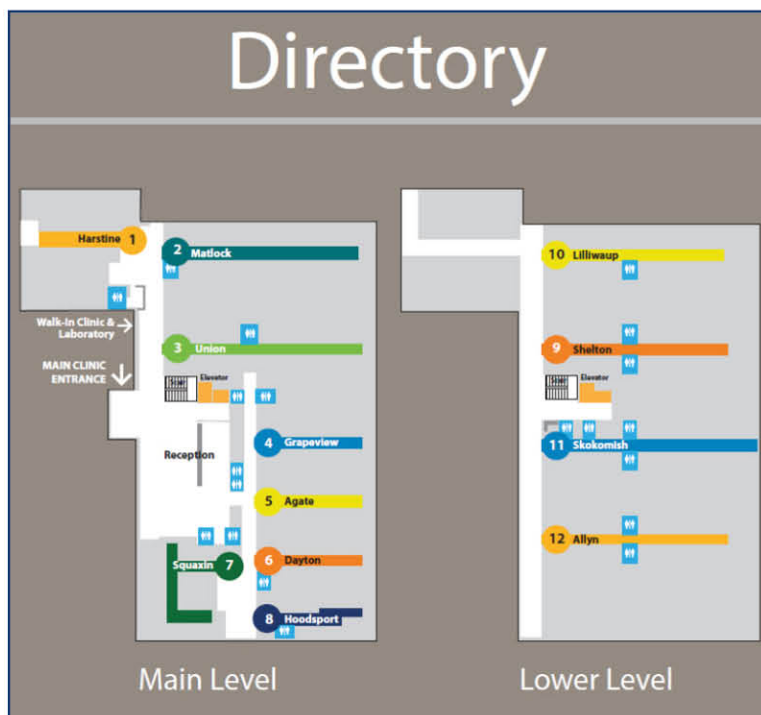 Directory
Harstine 1
2 Matlock
Walk-In Clinic &
Laboratory
3 Union
MAIN CLINIC
ENTRANCE
Stair
Elevator
4 Grapeview
Reception
5 Agate
6 Dayton
Squaxin 7
8 Hoodsport
Main Level
10 Lilliwaup
9 Shelton
Stair
Elevator
11 Skokomish
12 Allyn
Lower Level